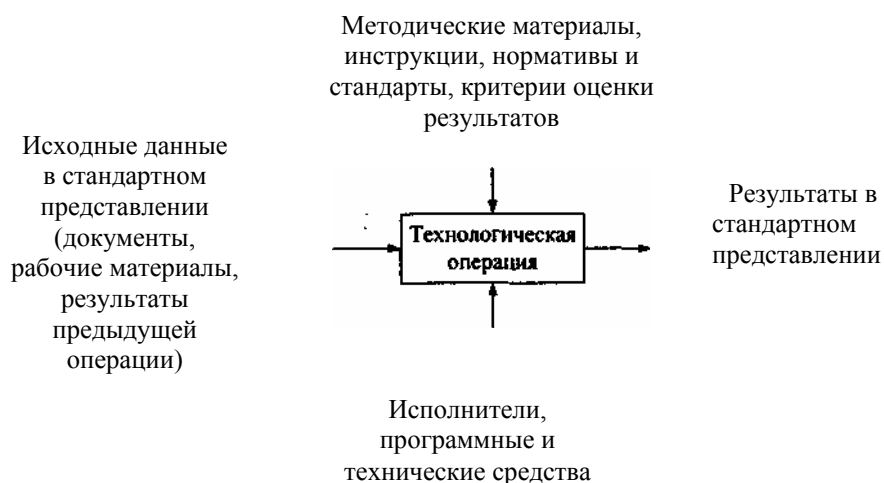 Методические материалы,
инструкции, нормативы и
стандарты, критерии оценки
результатов
Исходные данные
в стандартном
представлении
(документы,
рабочие материалы,
результаты
предыдущей
операции)
Технологическая
операция
Результаты в
стандартном
представлении
Исполнители,
программные и
технические средства